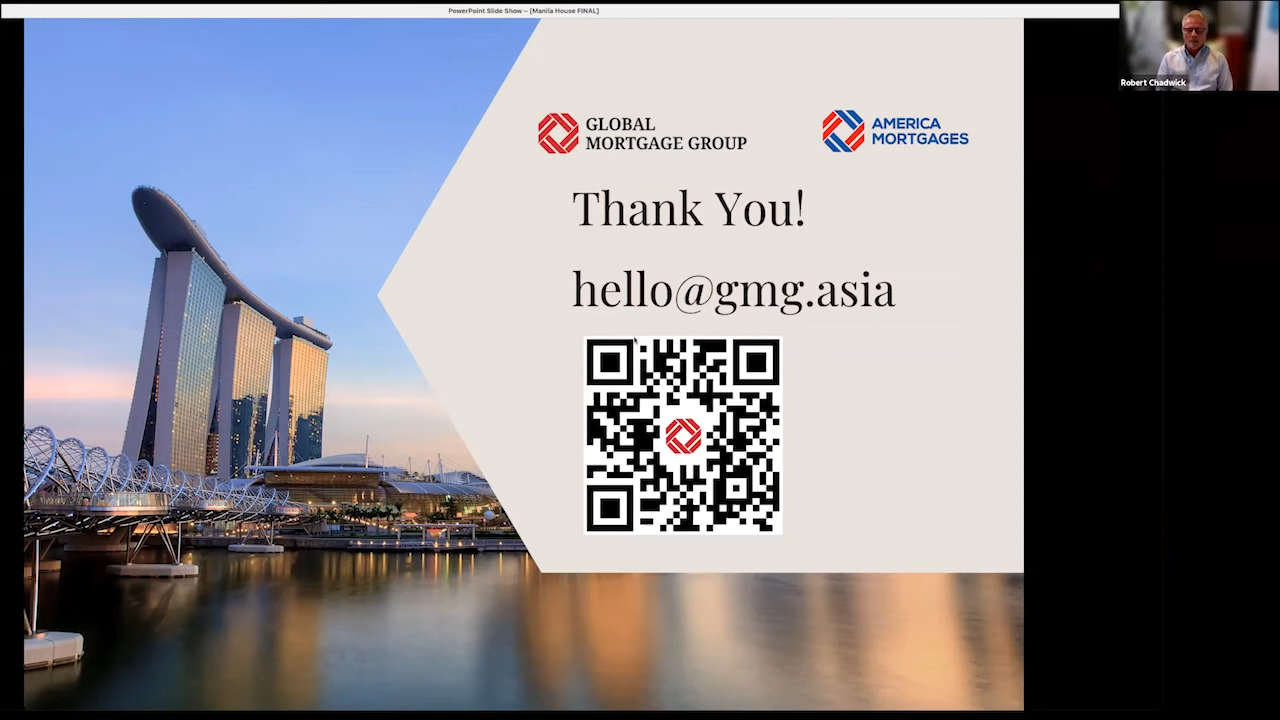 PowerPoint Slide Show – [Manila House FINAL]
Robert Chadwick
GLOBAL
MORTGAGE GROUP
AMERICA
MORTGAGES
Thank You!
hello@gmg.asia